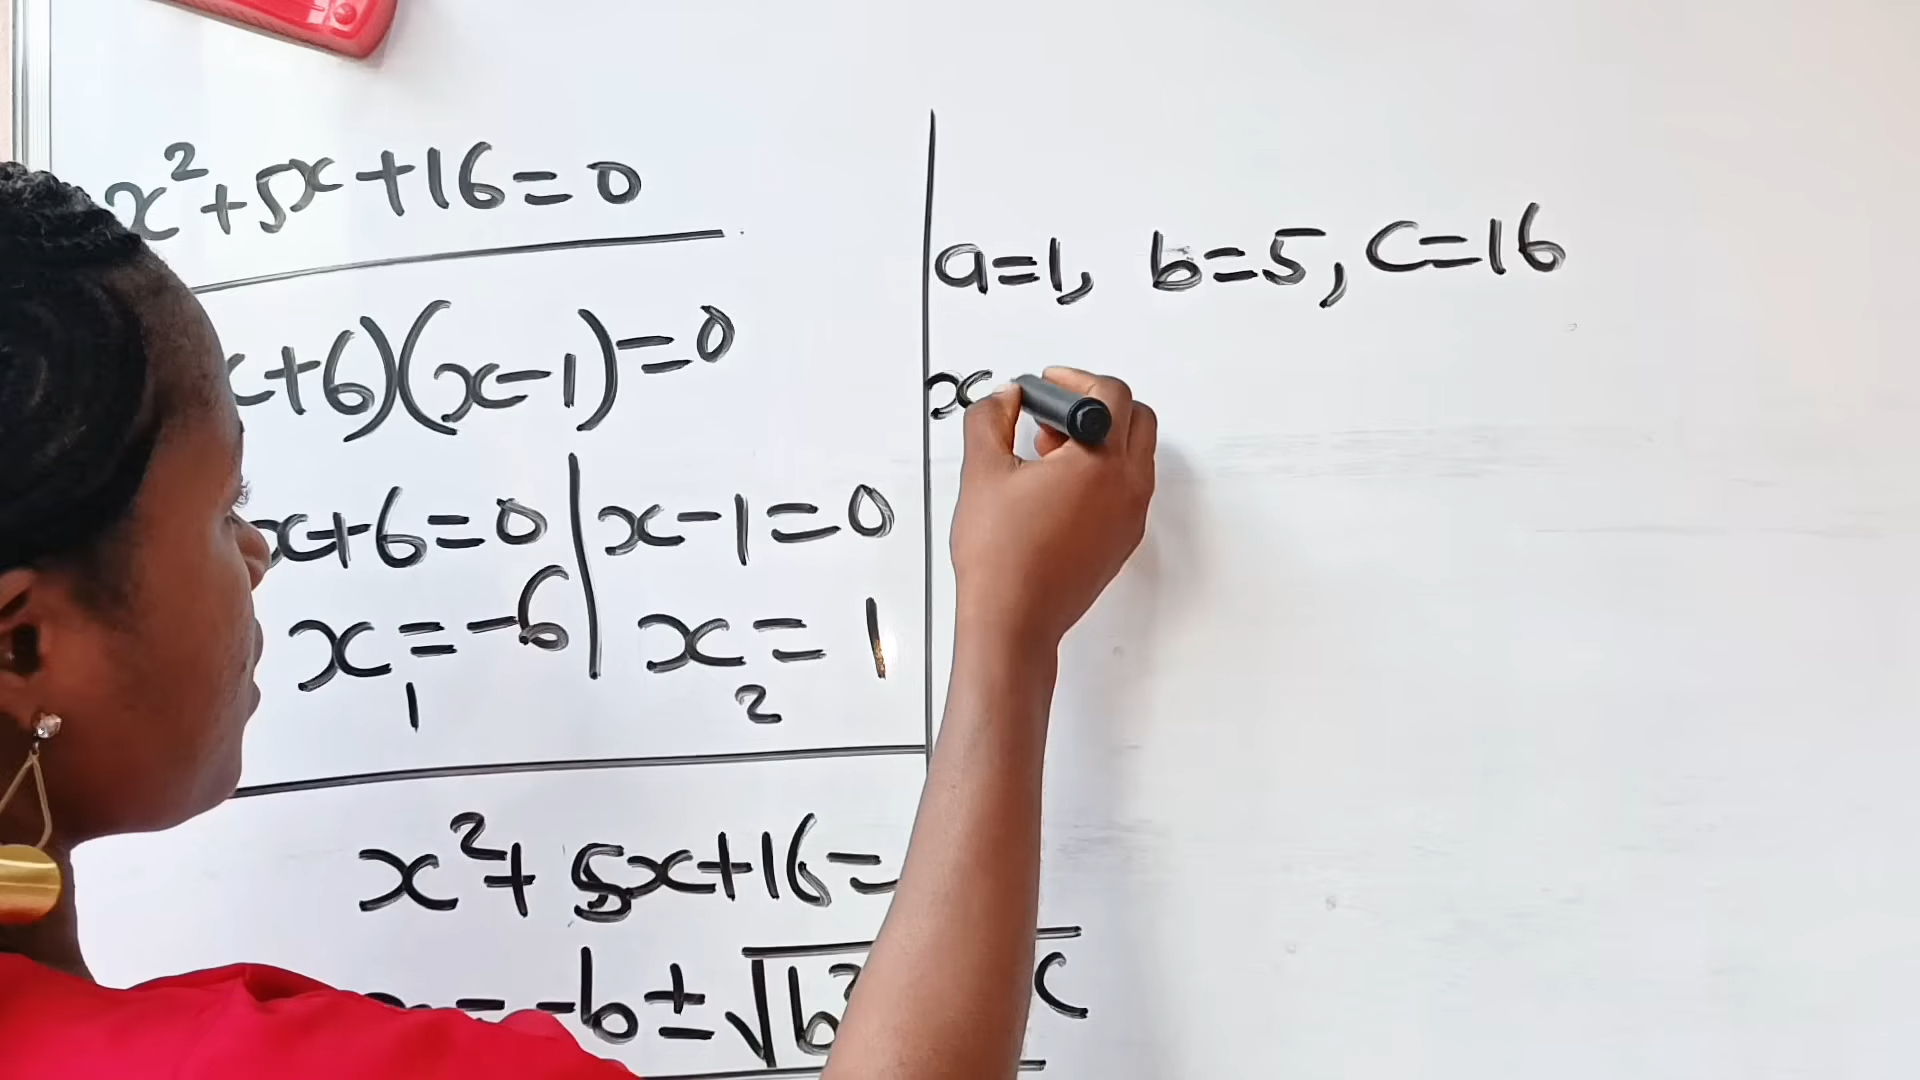 x²+5x+16=0
x+6)(x-1)=0
x+6=0 | x-1=0
x₁=-6 | x₂=1
x²+5x+16=
=-b±√b² c
a=1, b=5, c=16
x